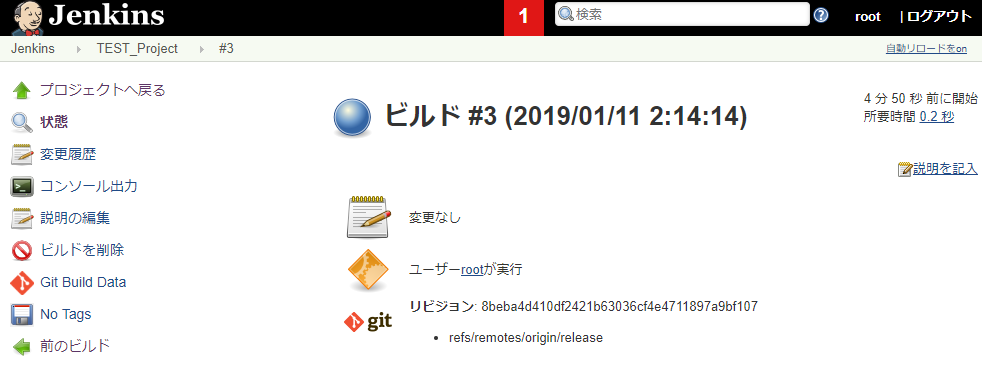 Jenkins
1
検索
root | ログアウト
Jenkins TEST_Project #3
自動リロードをon
プロジェクトへ戻る
状態
変更履歴
コンソール出力
説明の編集
ビルドを削除
Git Build Data
No Tags
前のビルド
ビルド #3 (2019/01/11 2:14:14)
4 分 50 秒 前に開始
所要時間 0.2 秒
説明を記入
変更なし
ユーザーrootが実行
git
リビジョン: 8beba4d410df2421b63036cf4e4711897a9bf107
refs/remotes/origin/release